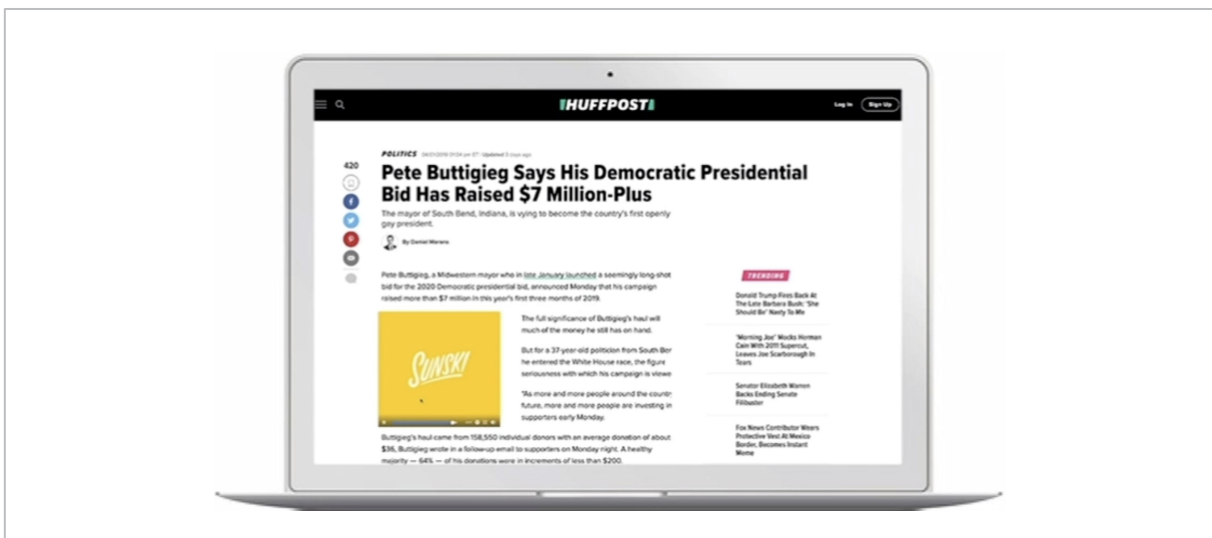 HUFFPOST
Log In
Sign Up
420
POLITICS
Pete Buttigieg Says His Democratic Presidential
Bid Has Raised $7 Million-Plus
The mayor of South Bend, Indiana, is vying to become the country's first openly
gay president.
By Daniel Marans
Pete Buttigieg, a Midwestern mayor who in late January launched a seemingly long-shot
bid for the 2020 Democratic presidential bid, announced Monday that his campaign
raised more than $7 million in this year's first three months of 2019.
SUNSKI
The full significance of Buttigieg's haul will
much of the money he still has on hand.
But for a 37-year-old politician from South Ber
he entered the White House race, the figure
seriousness with which his campaign is viewe
"As more and more people around the countr
future, more and more people are investing in
supporters early Monday.
Buttigieg's haul came from 158,550 individual donors with an average donation of about
$36, Buttigieg wrote in a follow-up email to supporters on Monday night. A healthy
majority — 64% — of his donations were in increments of less than $200.
TRENDING
Donald Trump Fires Back At
The Late Barbara Bush: 'She
Should Be' Nasty To Me
'Morning Joe' Mocks Herman
Cain With 2011 Supercut,
Leaves Joe Scarborough In
Tears
Senator Elizabeth Warren
Backs Ending Senate
Filibuster
Fox News Contributor Wears
Protective Vest At Mexico
Border, Becomes Instant
Meme